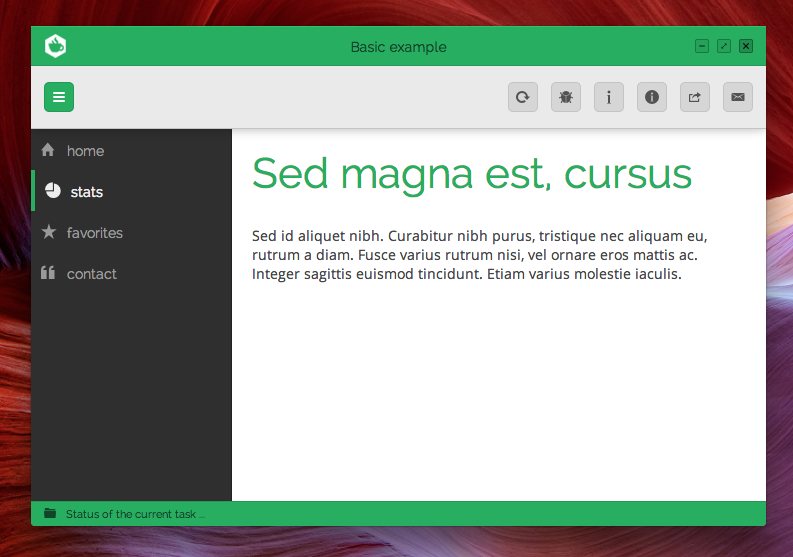 Basic example
home
stats
favorites
contact
Sed magna est, cursus
Sed id aliquet nibh. Curabitur nibh purus, tristique nec aliquam eu,
rutrum a diam. Fusce varius rutrum nisi, vel ornare eros mattis ac.
Integer sagittis euismod tincidunt. Etiam varius molestie iaculis.
Status of the current task ...